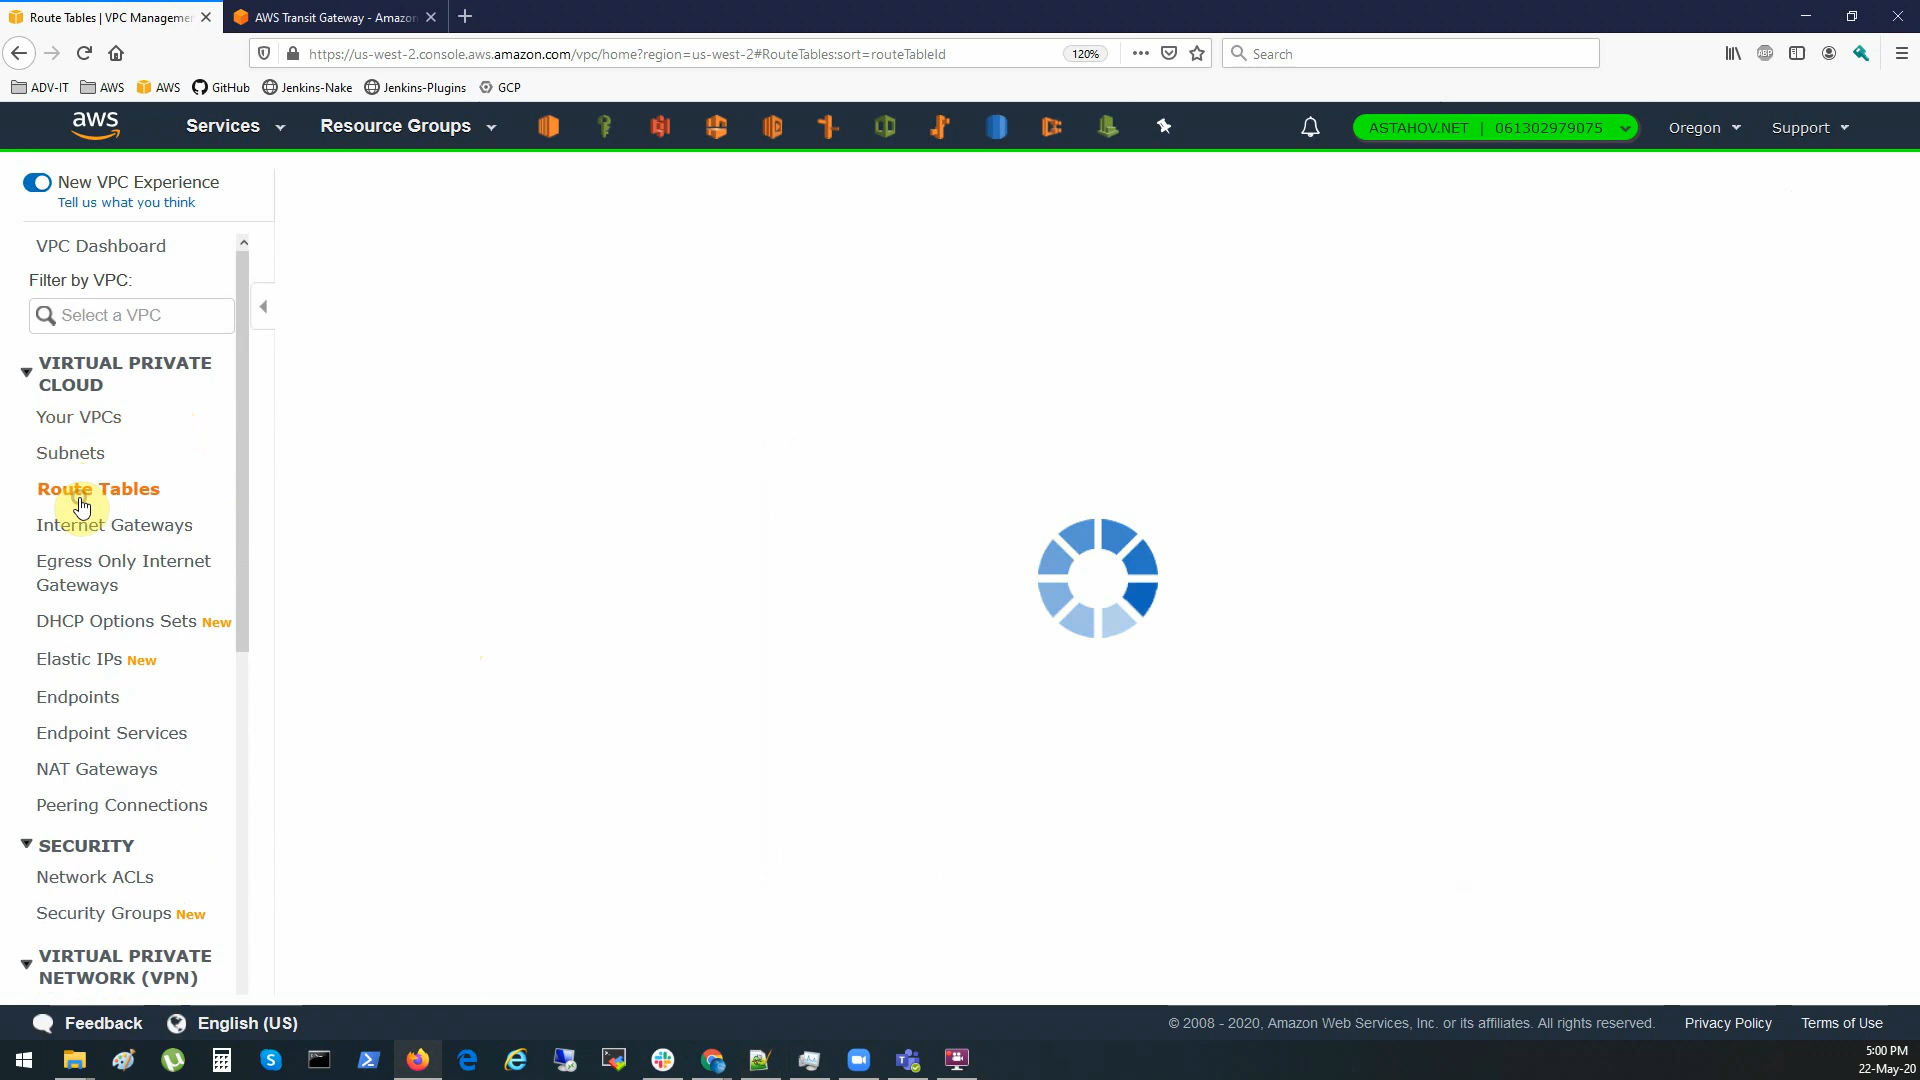 Route Tables | VPC Manageme
AWS Transit Gateway - Amazo
https://us-west-2.console.aws.amazon.com/vpc/home?region=us-west-2#RouteTables:sort=routeTableId
120%
Search
ABP
ADV-IT
AWS
AWS
GitHub
Jenkins-Nake
Jenkins-Plugins
GCP
aws
Services
Resource Groups
ASTAHOV.NET | 061302979075
Oregon
Support
New VPC Experience
Tell us what you think
VPC Dashboard
Filter by VPC:
Select a VPC
VIRTUAL PRIVATE
CLOUD
Your VPCs
Subnets
Route Tables
Internet Gateways
Egress Only Internet
Gateways
DHCP Options Sets New
Elastic IPs New
Endpoints
Endpoint Services
NAT Gateways
Peering Connections
SECURITY
Network ACLs
Security Groups New
VIRTUAL PRIVATE
NETWORK (VPN)
Feedback
English (US)
© 2008 - 2020, Amazon Web Services, Inc. or its affiliates. All rights reserved.
Privacy Policy
Terms of Use
5:00 PM
22-May-20